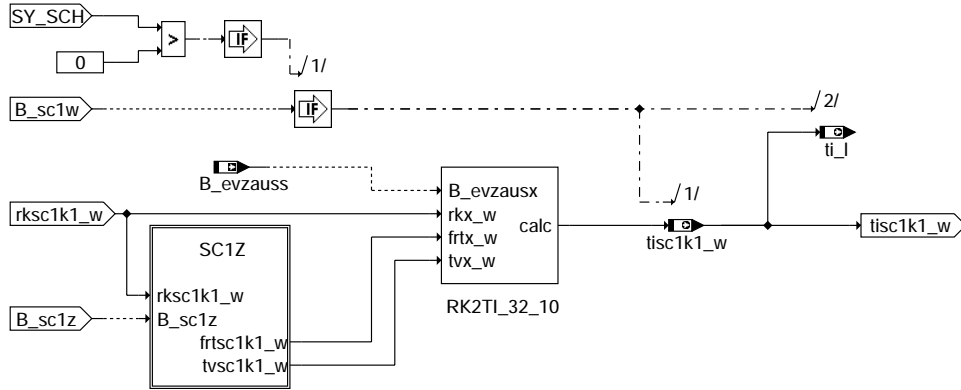 SY_SCH
>
IF
0
/1/
B_sc1w
IF
/2/
ti_l
B_evzauss
B_evzausx
/1/
rksc1k1_w
rkx_w
calc
tisc1k1_w
tisc1k1_w
frtx_w
SC1Z
tvx_w
rksc1k1_w
RK2TI_32_10
B_sc1z
B_sc1z
frtsc1k1_w
tvsc1k1_w